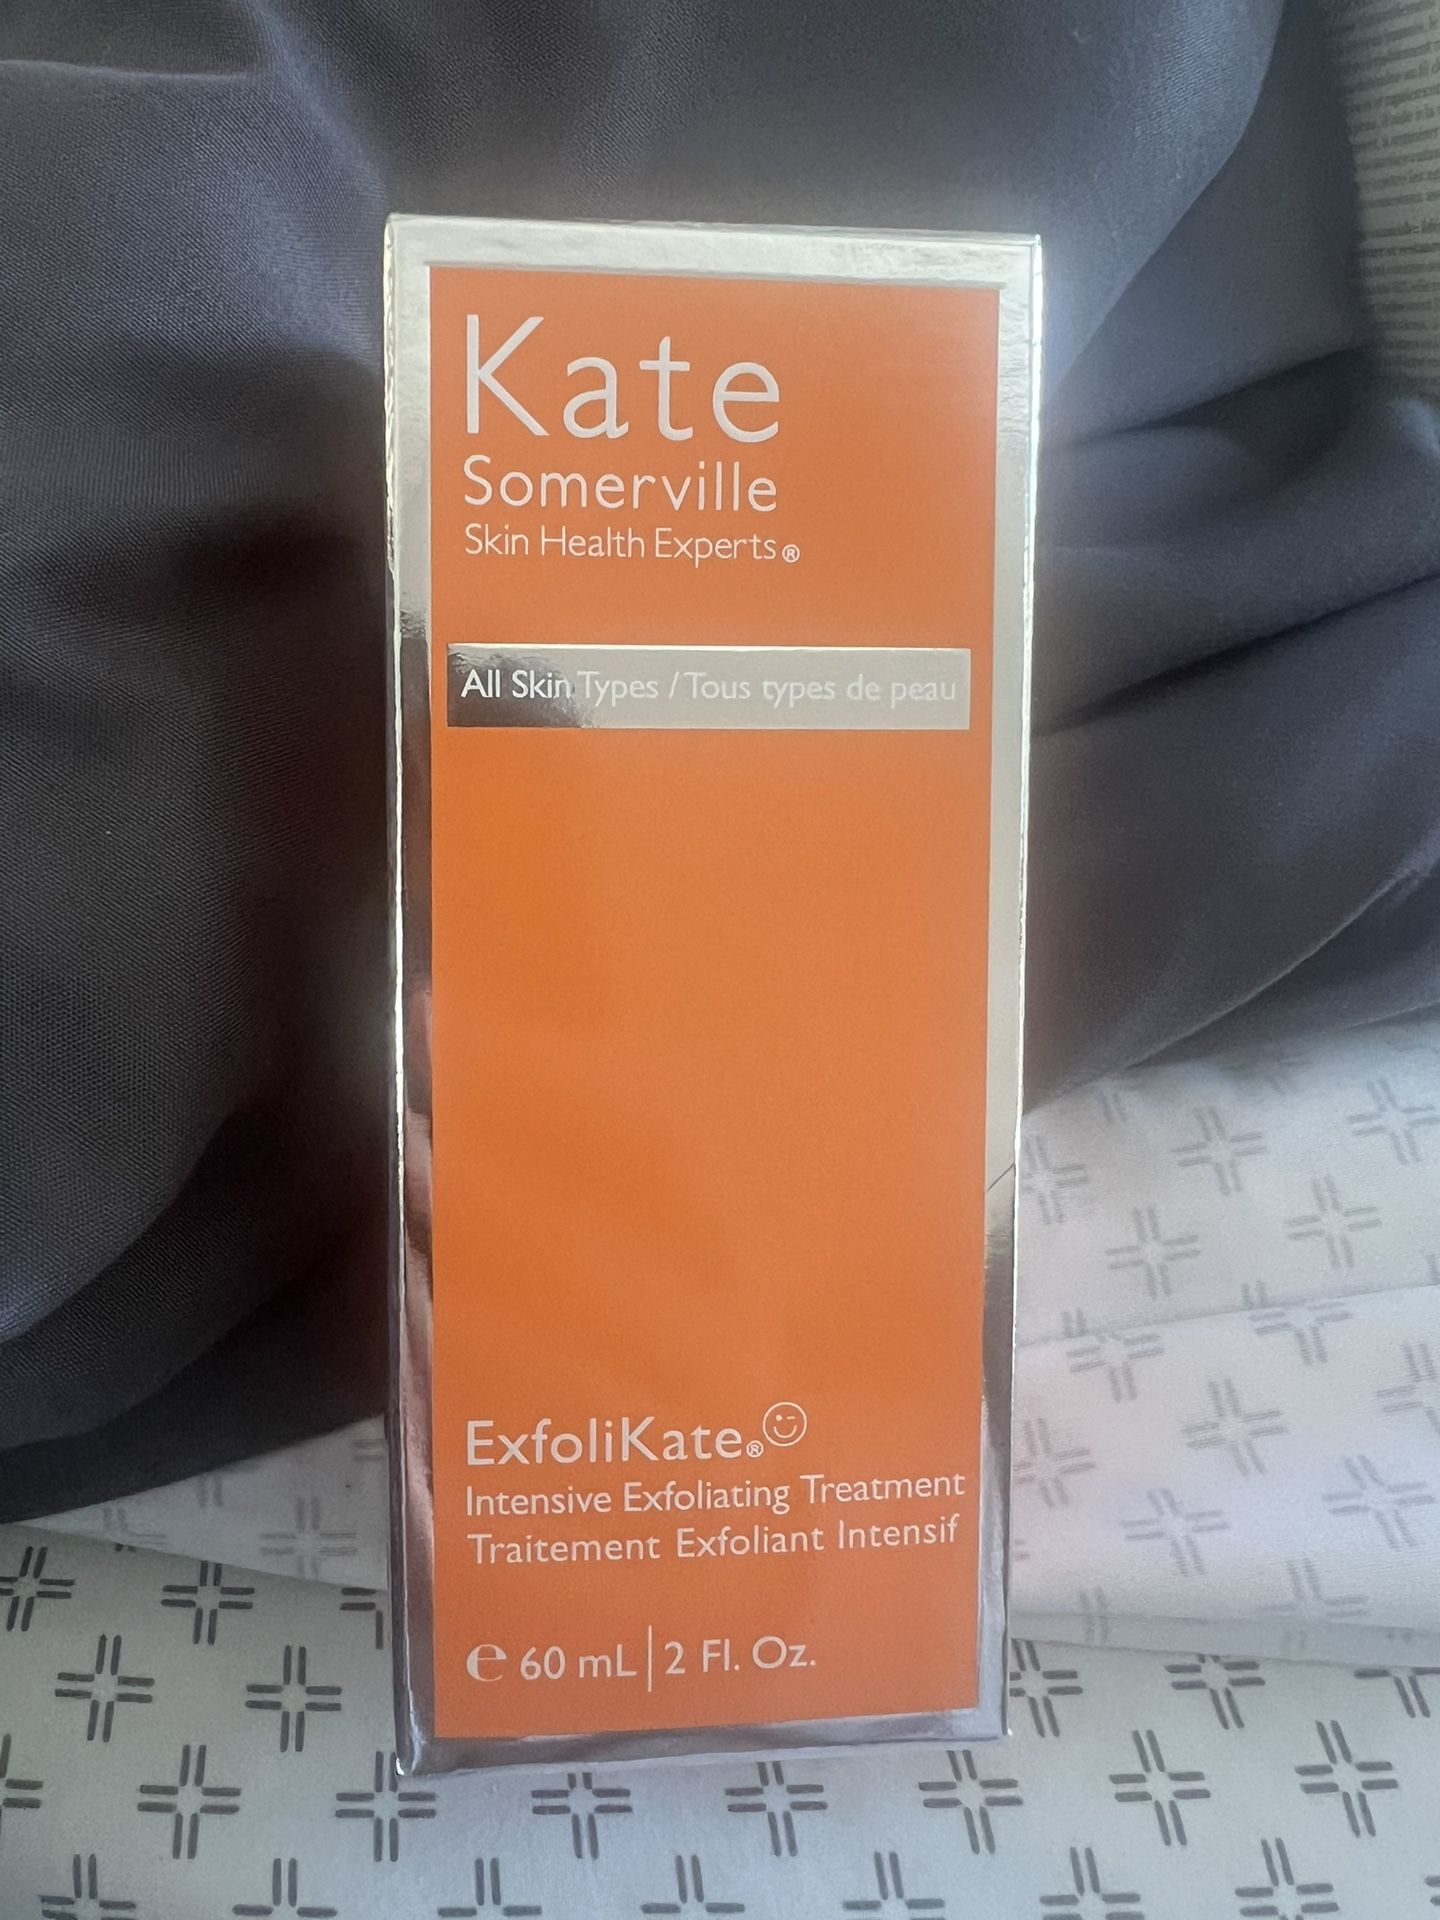 Kate
Somerville
Skin Health Experts®
All Skin Types / Tous types de peau
ExfoliKate®
Intensive Exfoliating Treatment
Traitement Exfoliant Intensif
℮ 60 mL | 2 Fl. Oz.